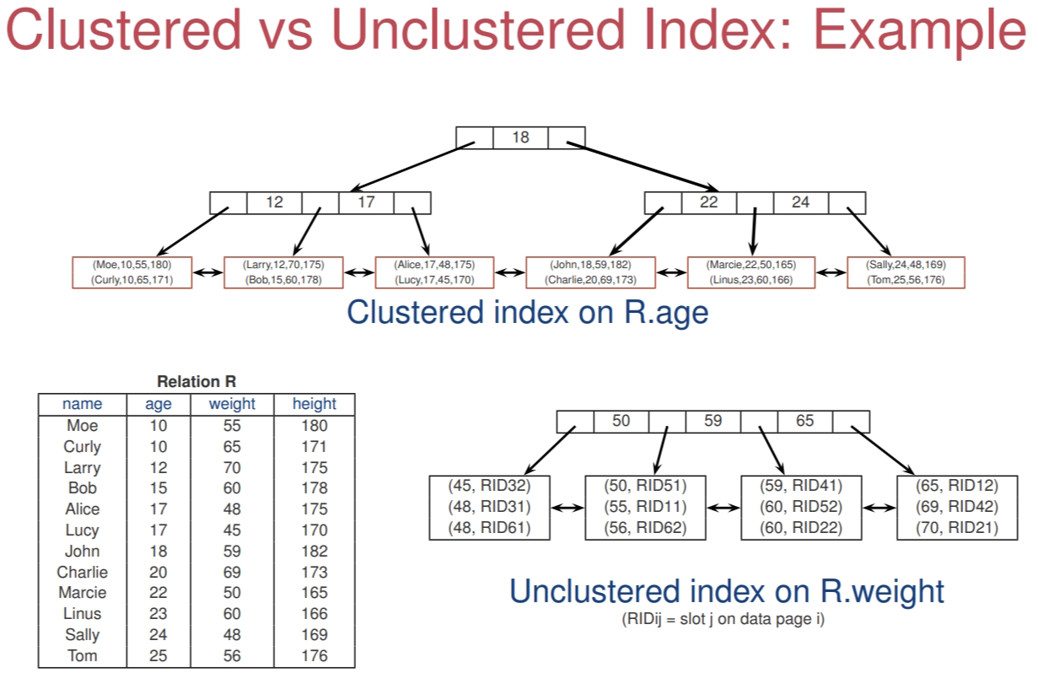 Clustered vs Unclustered Index: Example
18
12 17
22 24
(Moe,10,55,180)
(Curly,10,65,171)
(Larry,12,70,175)
(Bob,15,60,178)
(Alice,17,48,175)
(Lucy,17,45,170)
(John,18,59,182)
(Charlie,20,69,173)
(Marcie,22,50,165)
(Linus,23,60,166)
(Sally,24,48,169)
(Tom,25,56,176)
Clustered index on R.age
Relation R
name age weight height
Moe 10 55 180
Curly 10 65 171
Larry 12 70 175
Bob 15 60 178
Alice 17 48 175
Lucy 17 45 170
John 18 59 182
Charlie 20 69 173
Marcie 22 50 165
Linus 23 60 166
Sally 24 48 169
Tom 25 56 176
50 59 65
(45, RID32)
(48, RID31)
(48, RID61)
(50, RID51)
(55, RID11)
(56, RID62)
(59, RID41)
(60, RID52)
(60, RID22)
(65, RID12)
(69, RID42)
(70, RID21)
Unclustered index on R.weight
(RIDij = slot j on data page i)